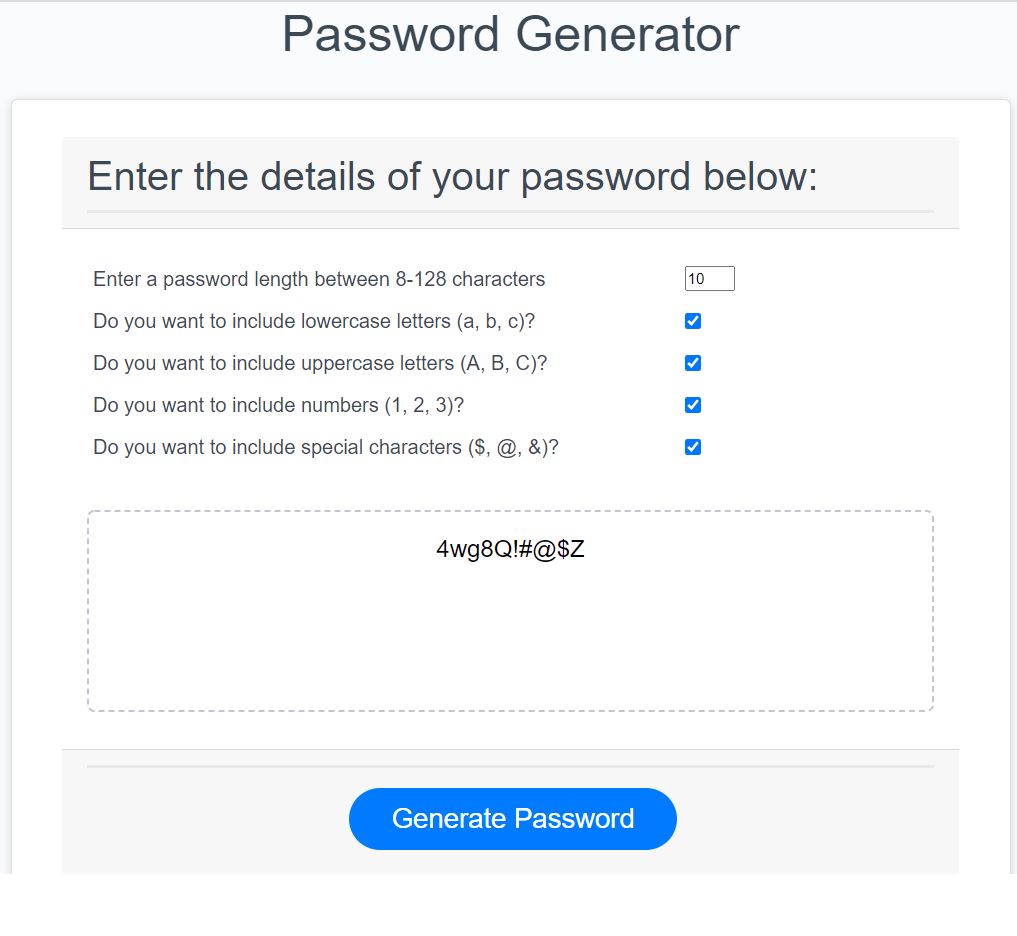 Password Generator
Enter the details of your password below:
Enter a password length between 8-128 characters 10
Do you want to include lowercase letters (a, b, c)?
Do you want to include uppercase letters (A, B, C)?
Do you want to include numbers (1, 2, 3)?
Do you want to include special characters ($, @, &)?
4wg8Q!#@$Z
Generate Password